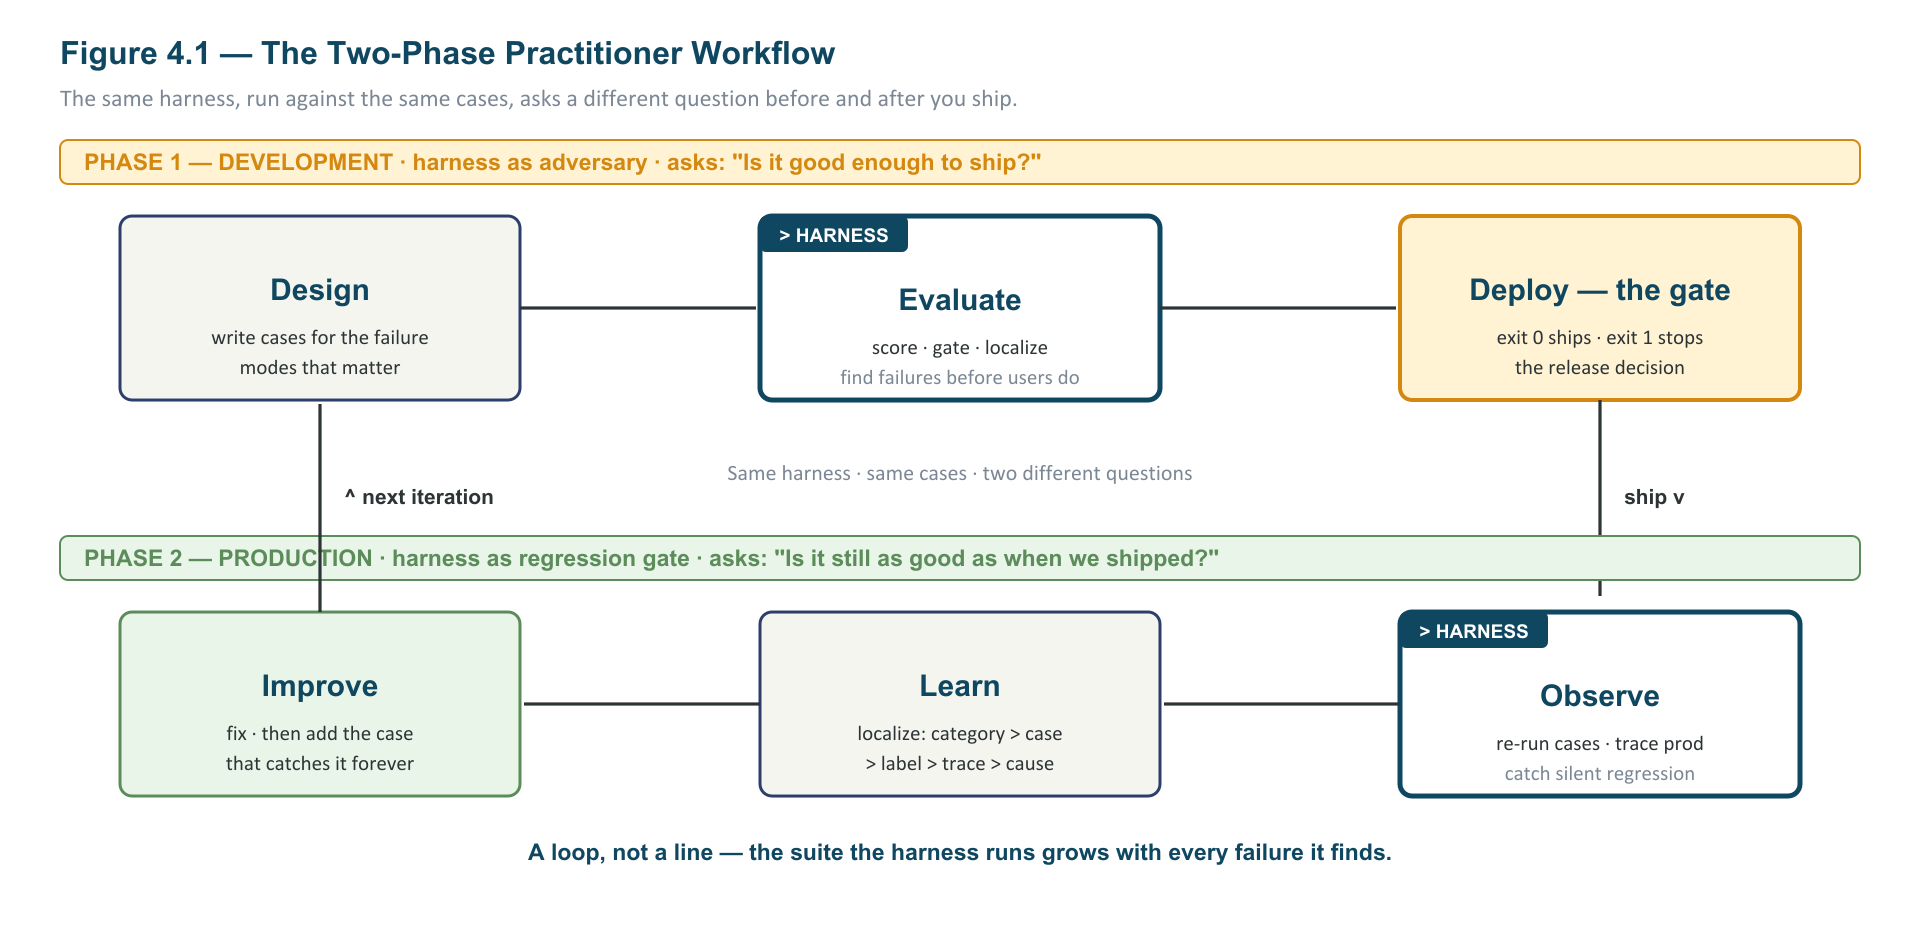 Figure 4.1 — The Two-Phase Practitioner Workflow
The same harness, run against the same cases, asks a different question before and after you ship.
PHASE 1 — DEVELOPMENT · harness as adversary · asks: "Is it good enough to ship?"
Design
write cases for the failure
modes that matter
> HARNESS
Evaluate
score · gate · localize
find failures before users do
Deploy — the gate
exit 0 ships · exit 1 stops
the release decision
Same harness · same cases · two different questions
^ next iteration
ship v
PHASE 2 — PRODUCTION · harness as regression gate · asks: "Is it still as good as when we shipped?"
Improve
fix · then add the case
that catches it forever
Learn
localize: category > case
> label > trace > cause
> HARNESS
Observe
re-run cases · trace prod
catch silent regression
A loop, not a line — the suite the harness runs grows with every failure it finds.